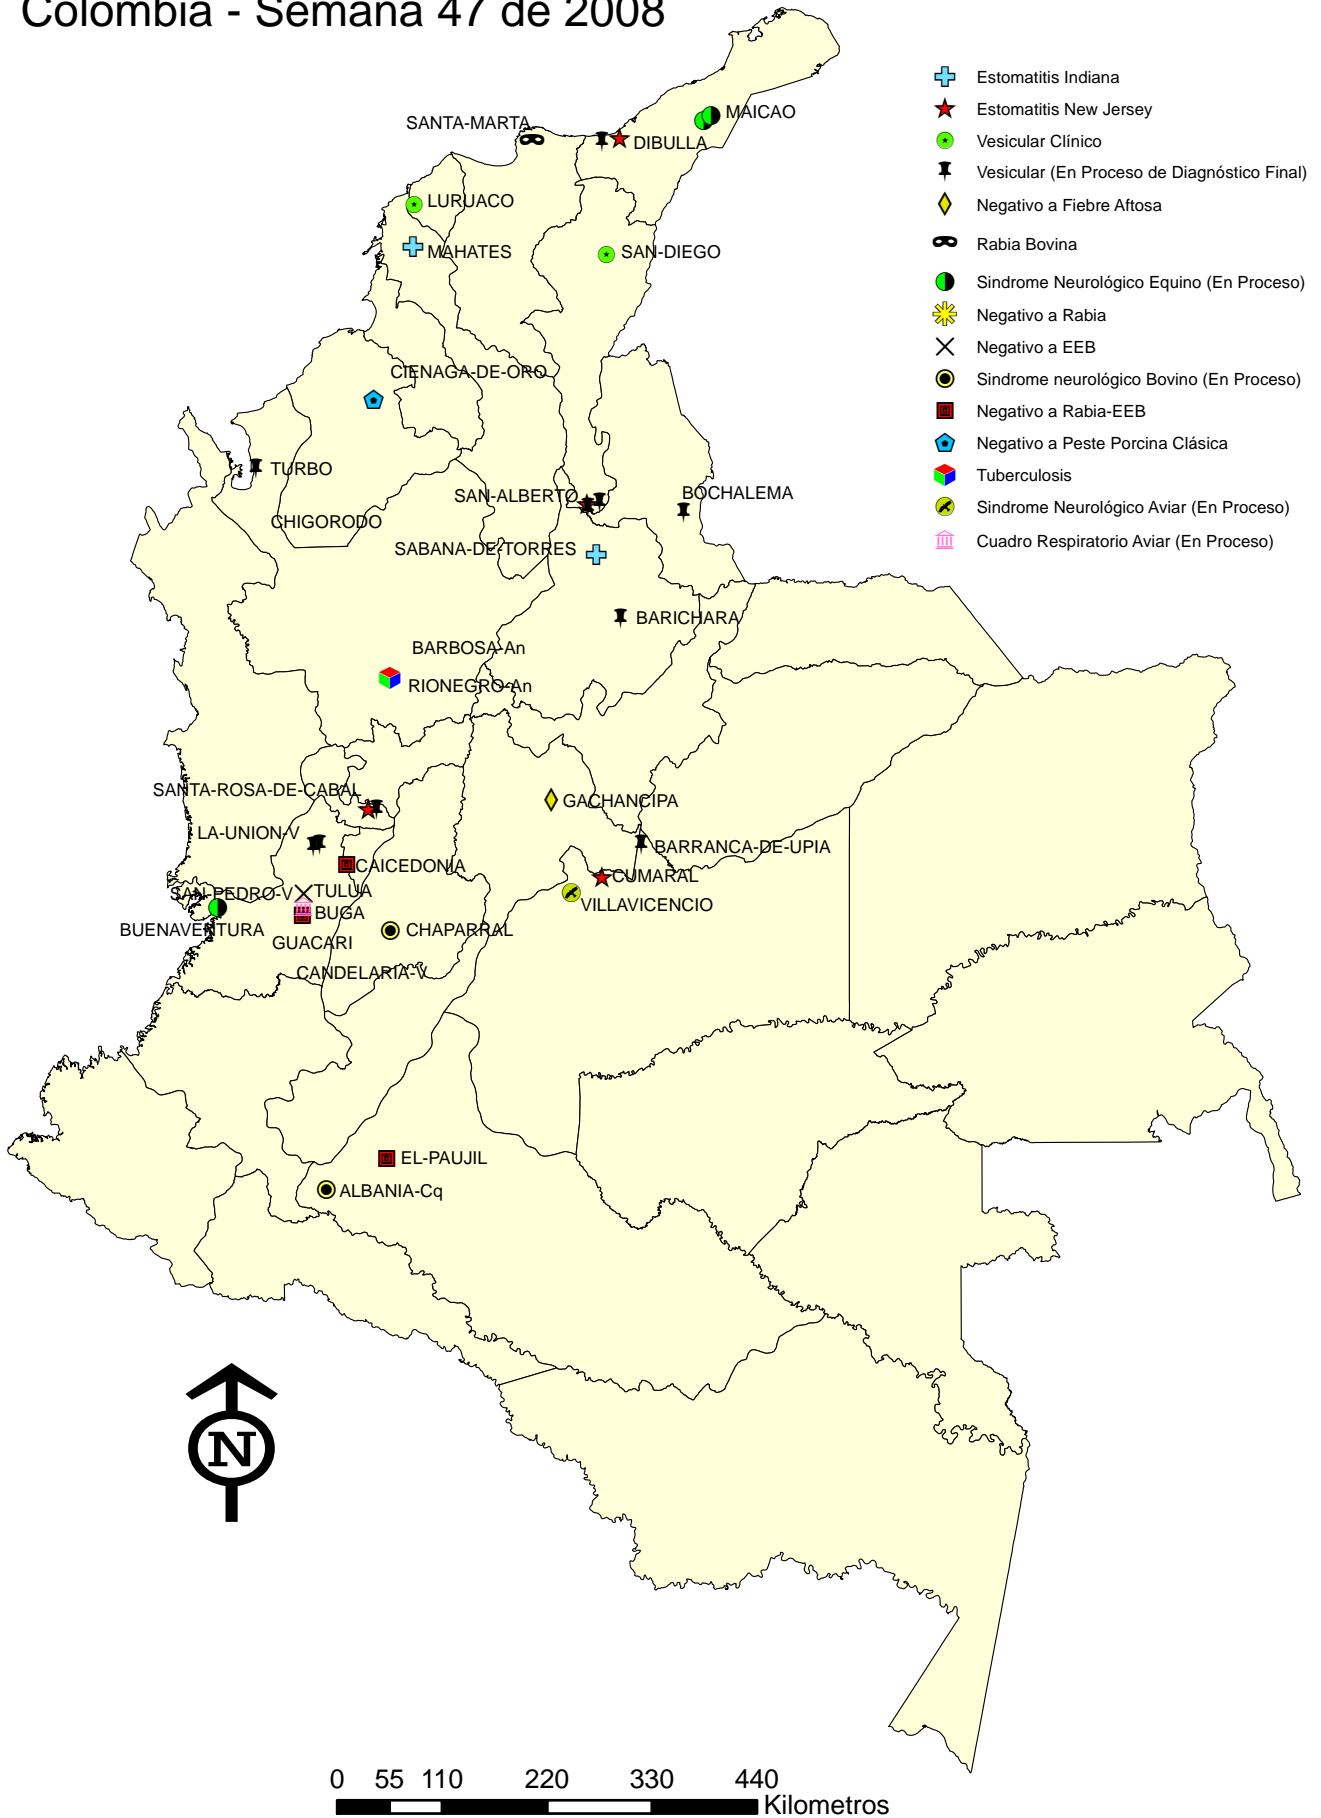 Colombia - Semana 47 de 2008
Estomatitis Indiana
Estomatitis New Jersey
Vesicular Clínico
Vesicular (En Proceso de Diagnóstico Final)
Negativo a Fiebre Aftosa
Rabia Bovina
Sindrome Neurológico Equino (En Proceso)
Negativo a Rabia
Negativo a EEB
Sindrome neurológico Bovino (En Proceso)
Negativo a Rabia-EEB
Negativo a Peste Porcina Clásica
Tuberculosis
Sindrome Neurológico Aviar (En Proceso)
Cuadro Respiratorio Aviar (En Proceso)
MAICAO
SANTA-MARTA
DIBULLA
LURUACO
MAHATES
SAN-DIEGO
CIENAGA-DE-ORO
TURBO
SAN-ALBERTO
BOCHALEMA
CHIGORODO
SABANA-DE-TORRES
BARICHARA
BARBOSA-An
RIONEGRO-An
SANTA-ROSA-DE-CABAL
GACHANCIPA
LA-UNION-V
BARRANCA-DE-UPIA
CAICEDONIA
CUMARAL
SAN-PEDRO-V
TULUA
VILLAVICENCIO
BUGA
BUENAVENTURA
CHAPARRAL
GUACARI
CANDELARIA-V
EL-PAUJIL
ALBANIA-Cq
N
0 55 110 220 330 440
Kilometros